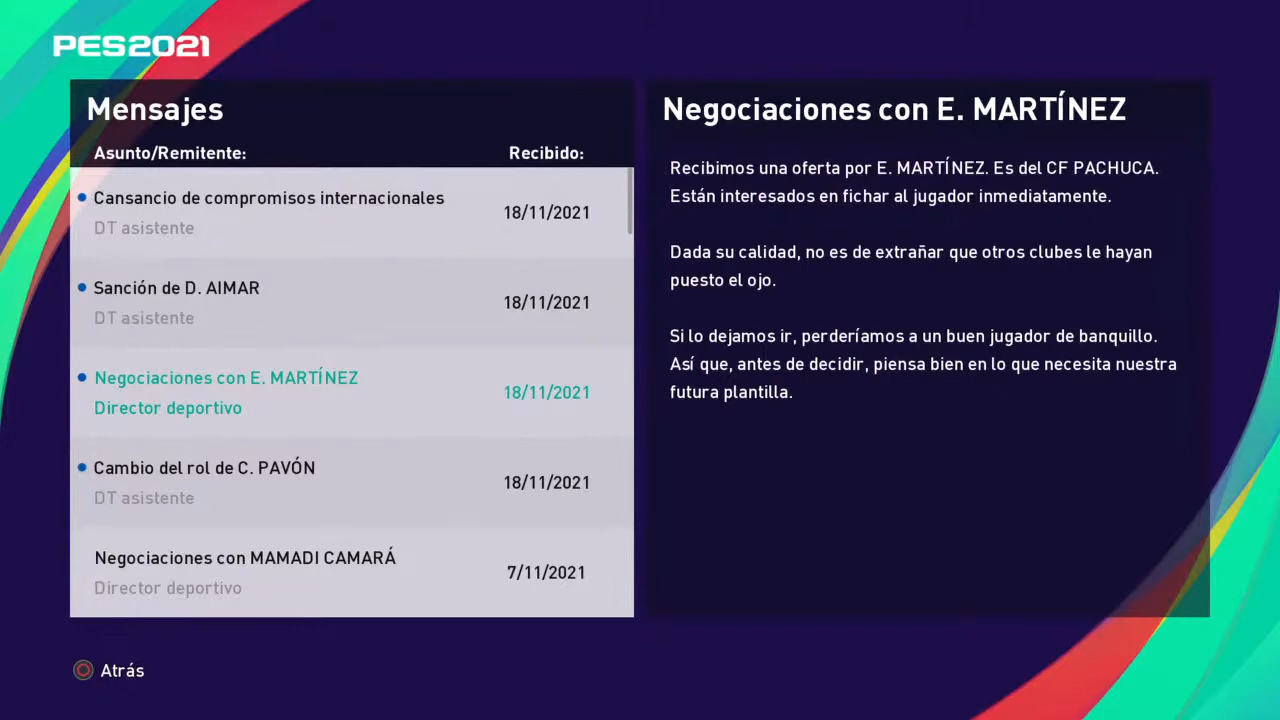 PES2021
Mensajes
Asunto/Remitente:
Recibido:
Cansancio de compromisos internacionales
DT asistente
18/11/2021
Sanción de D. AIMAR
DT asistente
18/11/2021
Negociaciones con E. MARTÍNEZ
Director deportivo
18/11/2021
Cambio del rol de C. PAVÓN
DT asistente
18/11/2021
Negociaciones con MAMADI CAMARÁ
Director deportivo
7/11/2021
Negociaciones con E. MARTÍNEZ
Recibimos una oferta por E. MARTÍNEZ. Es del CF PACHUCA.
Están interesados en fichar al jugador inmediatamente.
Dada su calidad, no es de extrañar que otros clubes le hayan
puesto el ojo.
Si lo dejamos ir, perderíamos a un buen jugador de banquillo.
Así que, antes de decidir, piensa bien en lo que necesita nuestra
futura plantilla.
Atrás